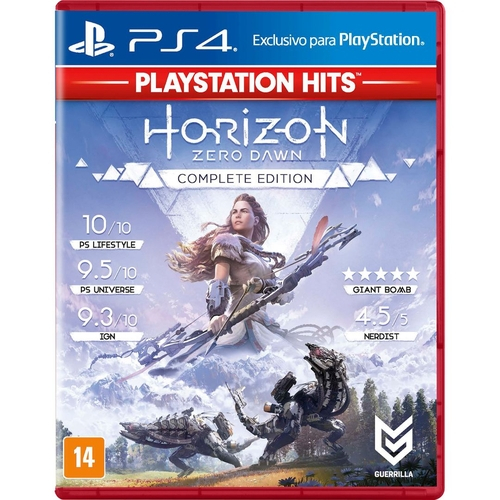 PS4
Exclusivo para PlayStation®
PLAYSTATION HITS™
HORIZON
ZERO DAWN
COMPLETE EDITION
10/10
PS LIFESTYLE
9.5/10
PS UNIVERSE
9.3/10
IGN
★★★★★
GIANT BOMB
4.5/5
NERDIST
14
GUERRILLA